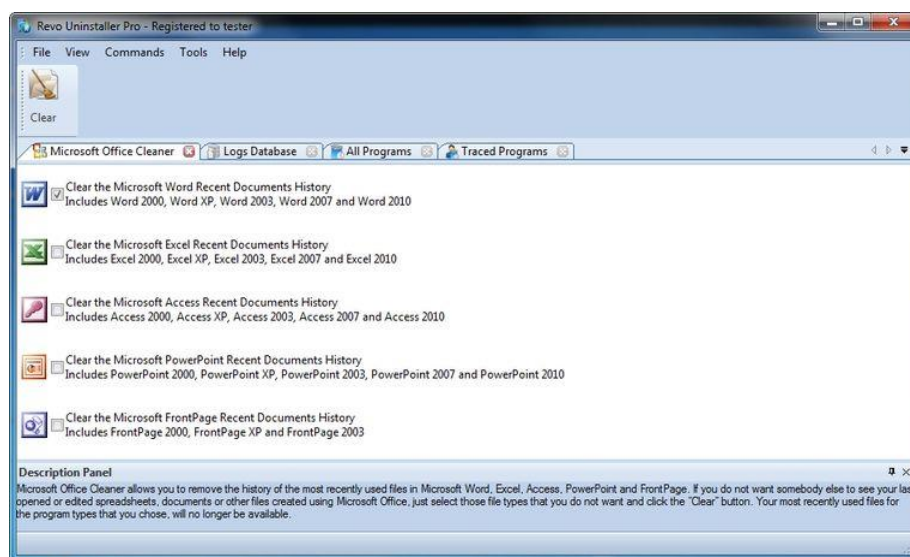 Revo Uninstaller Pro - Registered to tester
File View Commands Tools Help
Clear
Microsoft Office Cleaner Logs Database All Programs Traced Programs
Clear the Microsoft Word Recent Documents History
Includes Word 2000, Word XP, Word 2003, Word 2007 and Word 2010
Clear the Microsoft Excel Recent Documents History
Includes Excel 2000, Excel XP, Excel 2003, Excel 2007 and Excel 2010
Clear the Microsoft Access Recent Documents History
Includes Access 2000, Access XP, Access 2003, Access 2007 and Access 2010
Clear the Microsoft PowerPoint Recent Documents History
Includes PowerPoint 2000, PowerPoint XP, PowerPoint 2003, PowerPoint 2007 and PowerPoint 2010
Clear the Microsoft FrontPage Recent Documents History
Includes FrontPage 2000, FrontPage XP and FrontPage 2003
Description Panel
Microsoft Office Cleaner allows you to remove the history of the most recently used files in Microsoft Word, Excel, Access, PowerPoint and FrontPage. If you do not want somebody else to see your las
opened or edited spreadsheets, documents or other files created using Microsoft Office, just select those file types that you do not want and click the "Clear" button. Your most recently used files for
the program types that you chose, will no longer be available.